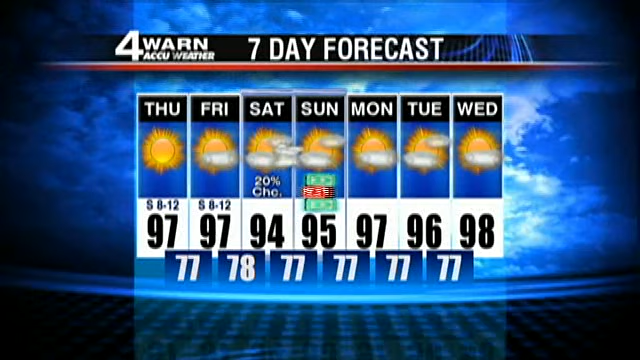 4WARN
ACCU WEATHER
7 DAY FORECAST
THU FRI SAT SUN MON TUE WED
20%
Chc.
S 8-12 S 8-12
97 97 94 95 97 96 98
77 78 77 77 77 77